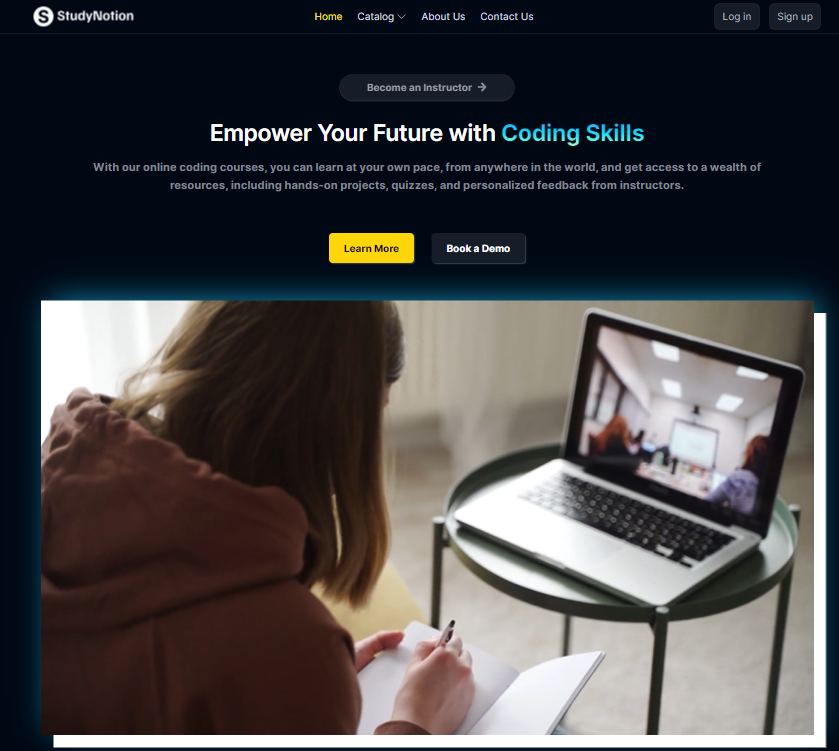 StudyNotion
Home Catalog About Us Contact Us
Log in Sign up
Become an Instructor
Empower Your Future with Coding Skills
With our online coding courses, you can learn at your own pace, from anywhere in the world, and get access to a wealth of
resources, including hands-on projects, quizzes, and personalized feedback from instructors.
Learn More Book a Demo